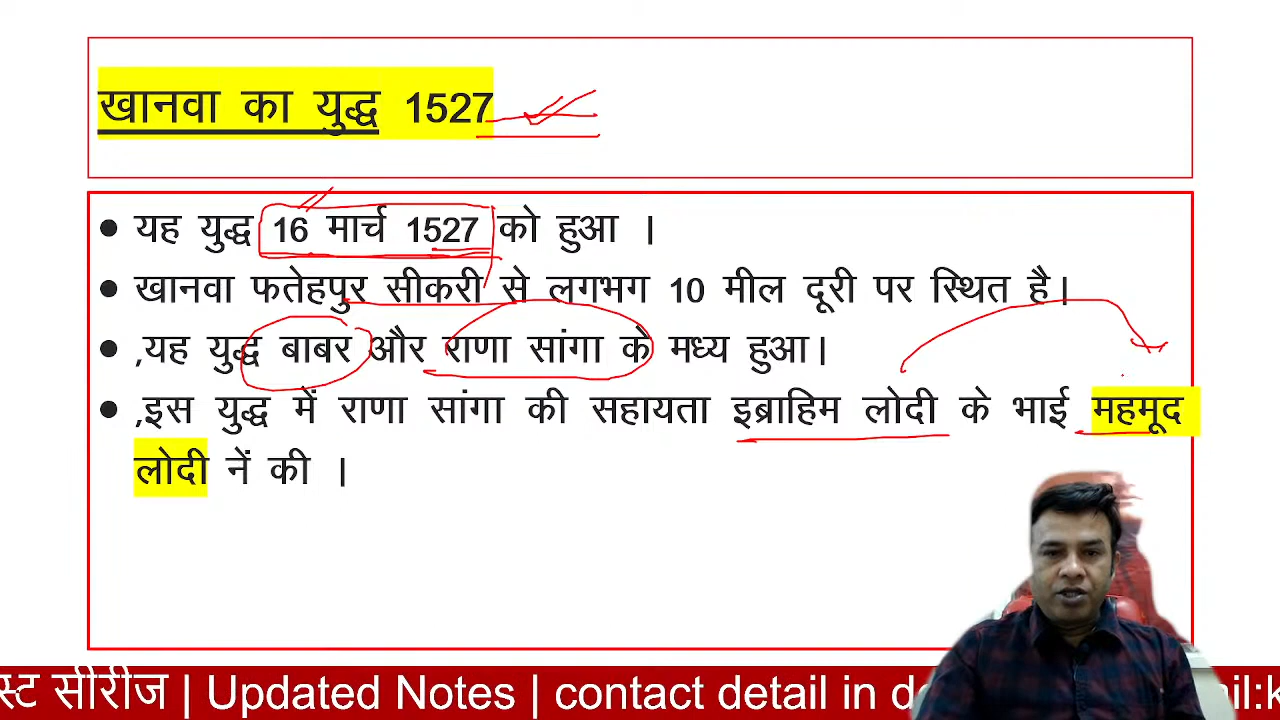 खानवा का युद्ध 1527
• यह युद्ध 16 मार्च 1527 को हुआ ।
• खानवा फतेहपुर सीकरी से लगभग 10 मील दूरी पर स्थित है।
• ,यह युद्ध बाबर और राणा सांगा के मध्य हुआ।
• ,इस युद्ध में राणा सांगा की सहायता इब्राहिम लोदी के भाई महमूद
लोदी नें की ।
स्ट सीरीज | Updated Notes | contact detail in de